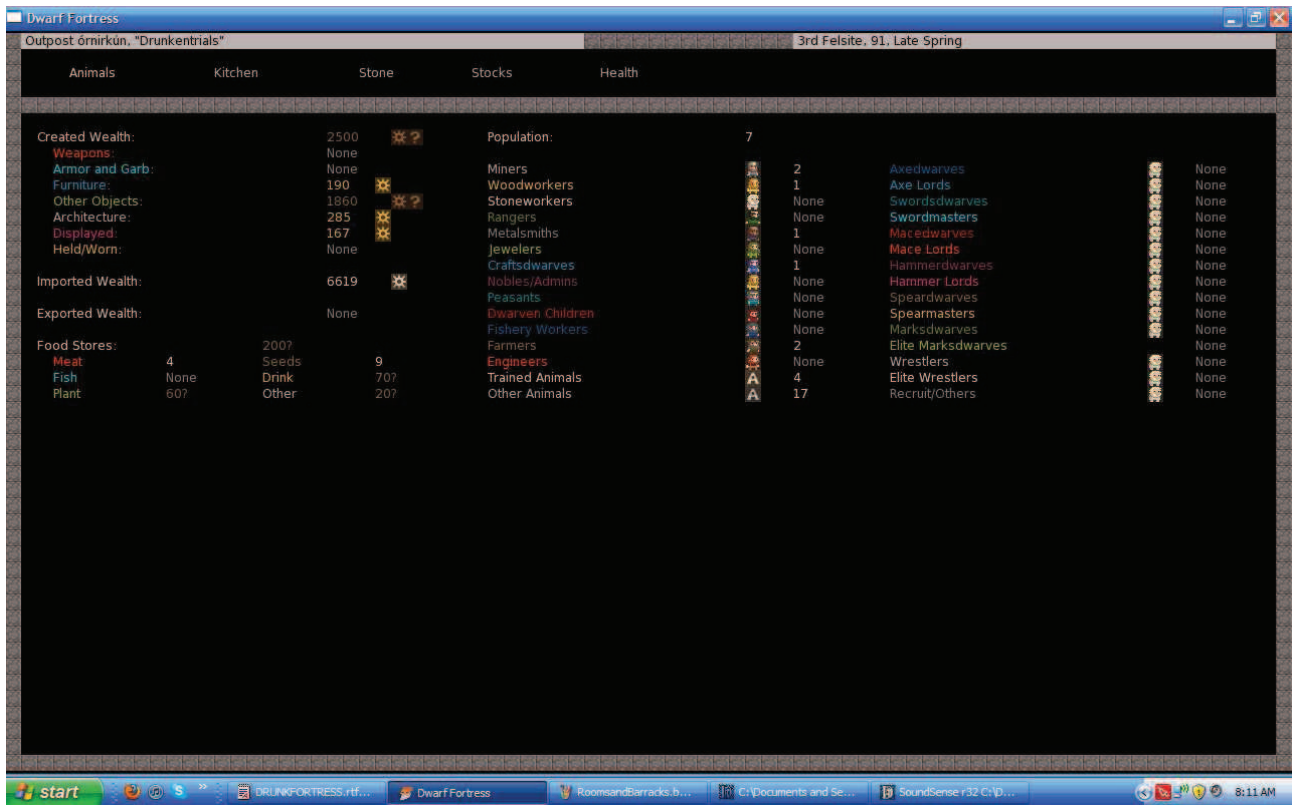 Dwarf Fortress
Outpost órnirkún, "Drunkentrials" 3rd Felsite, 91, Late Spring
Animals Kitchen Stone Stocks Health
Created Wealth: 2500 ? Population: 7
Weapons: None
Armor and Garb: None Miners 2 Axedwarves None
Furniture: 190 Woodworkers 1 Axe Lords None
Other Objects: 1860 ? Stoneworkers None Swordsdwarves None
Architecture: 285 Rangers None Swordmasters None
Displayed: 167 Metalsmiths 1 Macedwarves None
Held/Worn: None Jewelers None Mace Lords None
Craftsdwarves 1 Hammerdwarves None
Imported Wealth: 6619 Nobles/Admins None Hammer Lords None
Peasants None Speardwarves None
Exported Wealth: None Dwarven Children None Spearmasters None
Fishery Workers None Marksdwarves None
Food Stores: 200? Farmers 2 Elite Marksdwarves None
Meat 4 Seeds 9 Engineers None Wrestlers None
Fish None Drink 70? Trained Animals A 4 Elite Wrestlers None
Plant 60? Other 20? Other Animals A 17 Recruit/Others None
start S » DRUNKFORTRESS.rtf... Dwarf Fortress RoomsandBarracks.b... C:\Documents and Se... SoundSense r32 C:\D... 8:11 AM